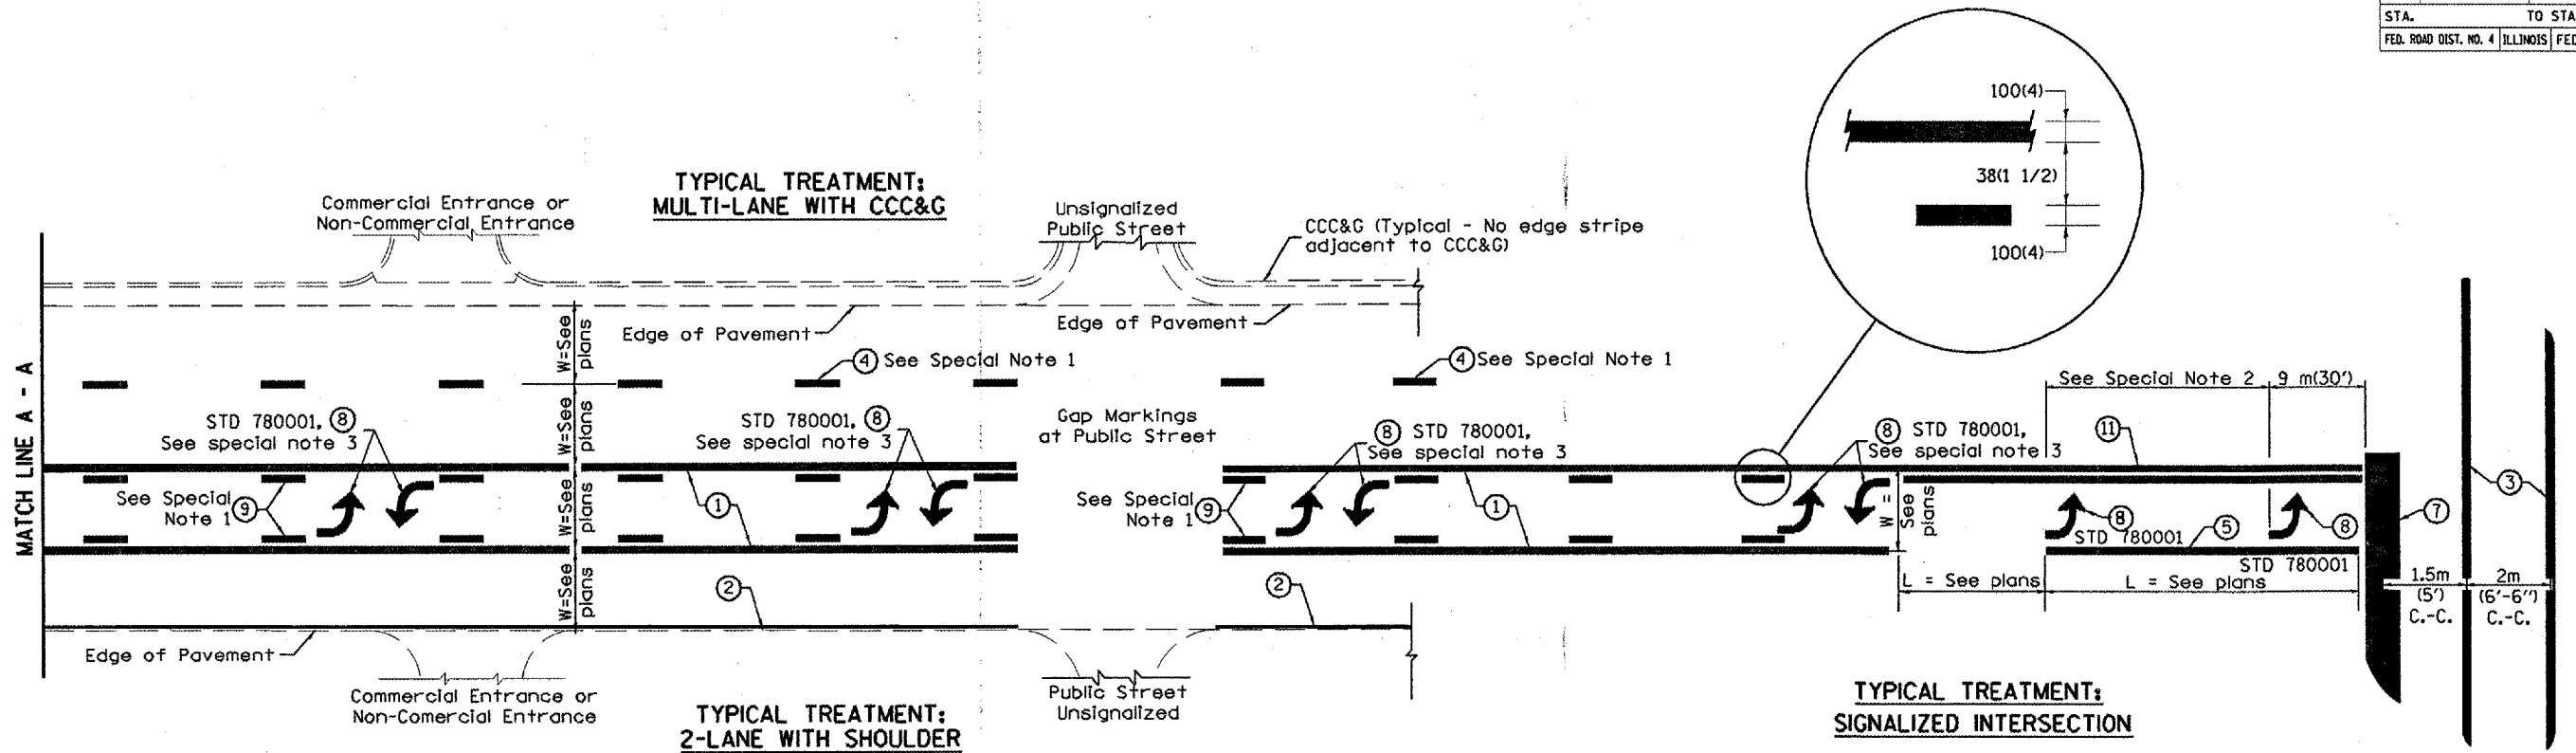 STA. TO STA
FED. ROAD DIST. NO. 4 ILLINOIS FED
100(4)
38(1 1/2)
100(4)
TYPICAL TREATMENT:
MULTI-LANE WITH CCC&G
Commercial Entrance or
Non-Commercial Entrance
Unsignalized
Public Street
CCC&G (Typical - No edge stripe
adjacent to CCC&G)
Edge of Pavement
Edge of Pavement
W=See
plans
MATCH LINE A - A
4 See Special Note 1
4 See Special Note 1
See Special Note 2
9 m(30')
W=See
plans
STD 780001, 8
See special note 3
STD 780001, 8
See special note 3
Gap Markings
at Public Street
8 STD 780001,
See special note 3
8 STD 780001,
See special note 3
11
See Special
Note 1 9
W=See
plans
1
See Special
Note 1 9
1
W =
See
plans
8
STD 780001
5
8
STD 780001
7
3
W=See
plans
2
2
L = See plans
L = See plans
1.5m
(5')
C.-C.
2m
(6'-6")
C.-C.
Edge of Pavement
Commercial Entrance or
Non-Comercial Entrance
Public Street
Unsignalized
TYPICAL TREATMENT:
2-LANE WITH SHOULDER
TYPICAL TREATMENT:
SIGNALIZED INTERSECTION